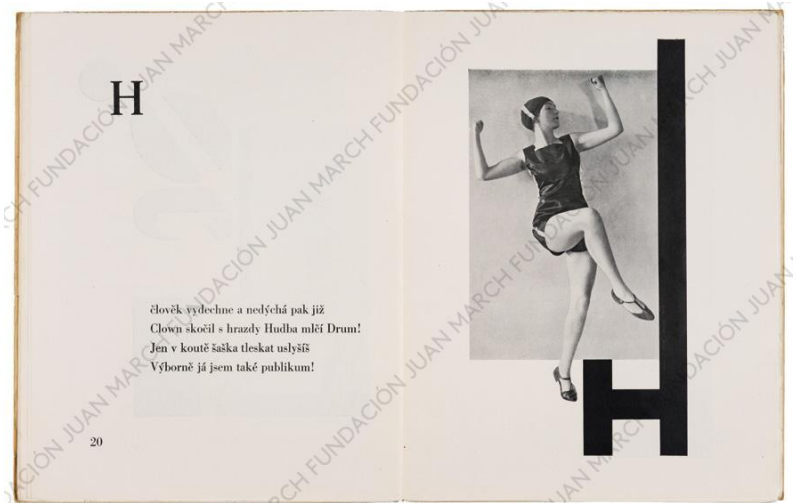 H
člověk vydechne a nedýchá pak již
Clown skočil s hrazdy Hudba mlčí Drum!
Jen v koutě šaška tleskat uslyšíš
Výborně já jsem také publikum!
20
H
FUNDACIÓN JUAN MARCH